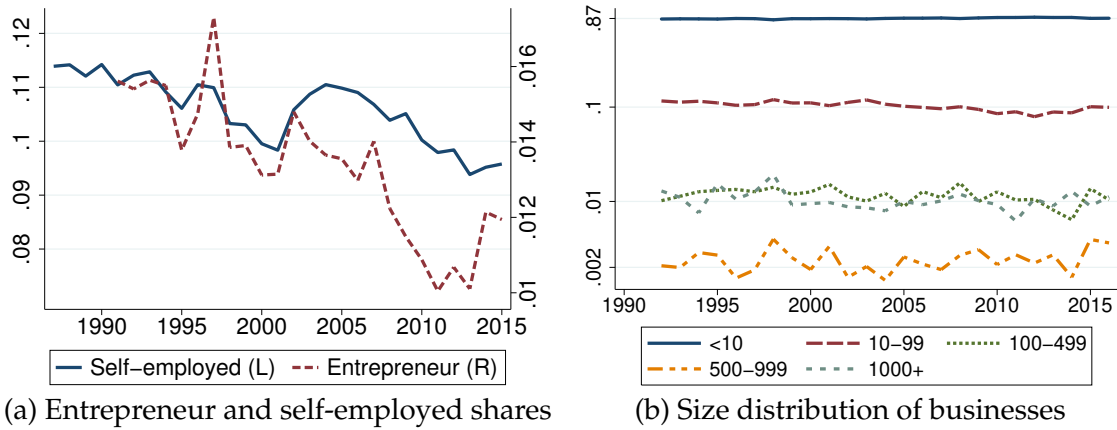 .12
.11
.1
.09
.08
.016
.014
.012
.01
1990 1995 2000 2005 2010 2015
Self−employed (L) Entrepreneur (R)
(a) Entrepreneur and self-employed shares
.87
.1
.01
.002
1990 1995 2000 2005 2010 2015
<10 10−99 100−499
500−999 1000+
(b) Size distribution of businesses